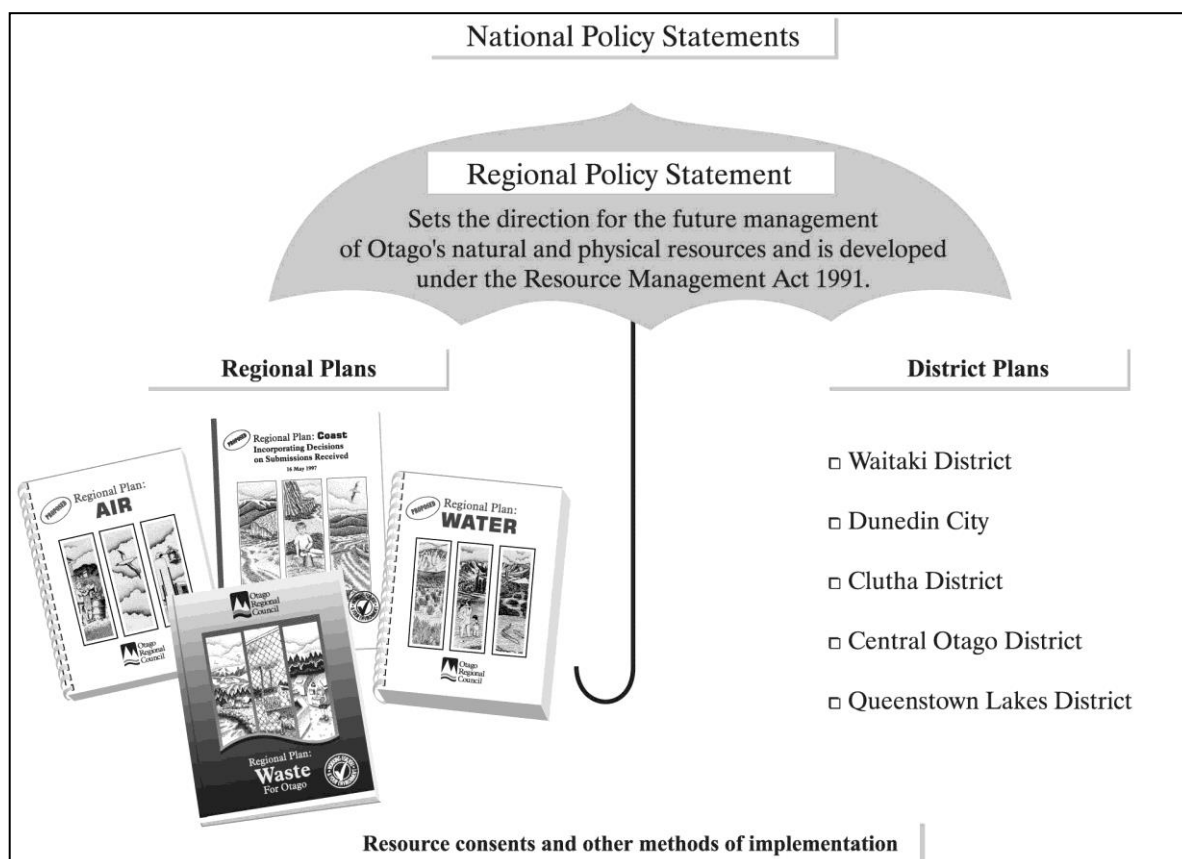 National Policy Statements
Regional Policy Statement
Sets the direction for the future management
of Otago's natural and physical resources and is developed
under the Resource Management Act 1991.
Regional Plans
PROPOSED
Regional Plan: Coast
Incorporating Decisions
on Submissions Received
16 May 1997
PROPOSED
Regional Plan:
AIR
Otago
Regional
Council
PROPOSED
Regional Plan:
WATER
Otago
Regional
Council
Otago
Regional
Council
Regional Plan:
Waste
For Otago
District Plans
Waitaki District
Dunedin City
Clutha District
Central Otago District
Queenstown Lakes District
Resource consents and other methods of implementation